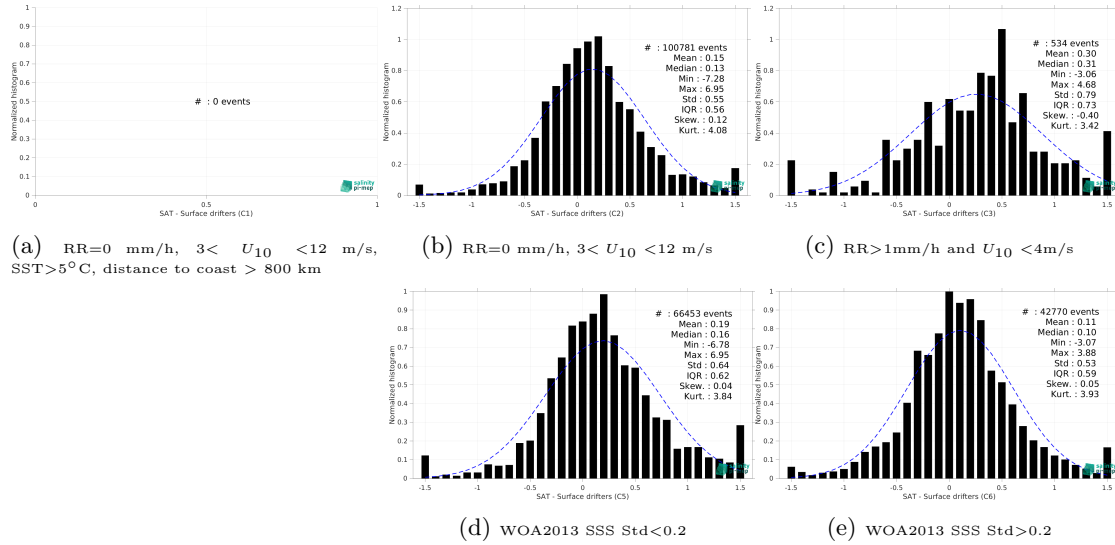 1
0.9
0.8
0.7
0.6
0.5
0.4
0.3
0.2
0.1
0
Normalized histogram
# : 0 events
0 0.5 1
SAT - Surface drifters (C1)
salinity
pi-mep
(a) RR=0 mm/h, 3< U10 <12 m/s,
SST>5°C, distance to coast > 800 km
1.2
1
0.8
0.6
0.4
0.2
0
Normalized histogram
# : 100781 events
Mean : 0.15
Median : 0.13
Min : -7.28
Max : 6.95
Std : 0.55
IQR : 0.56
Skew. : 0.12
Kurt. : 4.08
-1.5 -1 -0.5 0 0.5 1 1.5
SAT - Surface drifters (C2)
salinity
pi-mep
(b) RR=0 mm/h, 3< U10 <12 m/s
1.2
1
0.8
0.6
0.4
0.2
0
Normalized histogram
# : 534 events
Mean : 0.30
Median : 0.31
Min : -3.06
Max : 4.68
Std : 0.79
IQR : 0.73
Skew. : -0.40
Kurt. : 3.42
-1.5 -1 -0.5 0 0.5 1 1.5
SAT - Surface drifters (C3)
salinity
pi-mep
(c) RR>1mm/h and U10 <4m/s
1
0.9
0.8
0.7
0.6
0.5
0.4
0.3
0.2
0.1
0
Normalized histogram
# : 66453 events
Mean : 0.19
Median : 0.16
Min : -6.78
Max : 6.95
Std : 0.64
IQR : 0.62
Skew. : 0.04
Kurt. : 3.84
-1.5 -1 -0.5 0 0.5 1 1.5
SAT - Surface drifters (C5)
salinity
pi-mep
(d) WOA2013 SSS Std<0.2
1
0.9
0.8
0.7
0.6
0.5
0.4
0.3
0.2
0.1
0
Normalized histogram
# : 42770 events
Mean : 0.11
Median : 0.10
Min : -3.07
Max : 3.88
Std : 0.53
IQR : 0.59
Skew. : 0.05
Kurt. : 3.93
-1.5 -1 -0.5 0 0.5 1 1.5
SAT - Surface drifters (C6)
salinity
pi-mep
(e) WOA2013 SSS Std>0.2